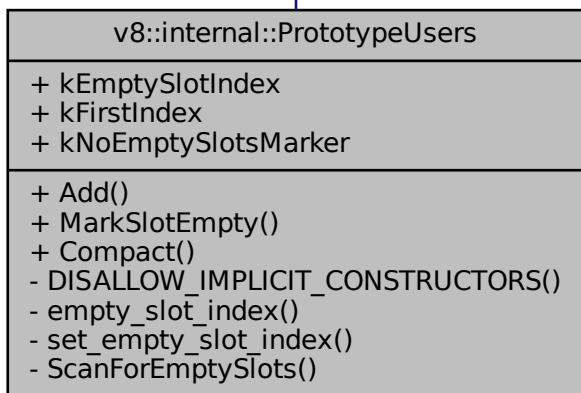 v8::internal::PrototypeUsers
+ kEmptySlotIndex
+ kFirstIndex
+ kNoEmptySlotsMarker
+ Add()
+ MarkSlotEmpty()
+ Compact()
- DISALLOW_IMPLICIT_CONSTRUCTORS()
- empty_slot_index()
- set_empty_slot_index()
- ScanForEmptySlots()